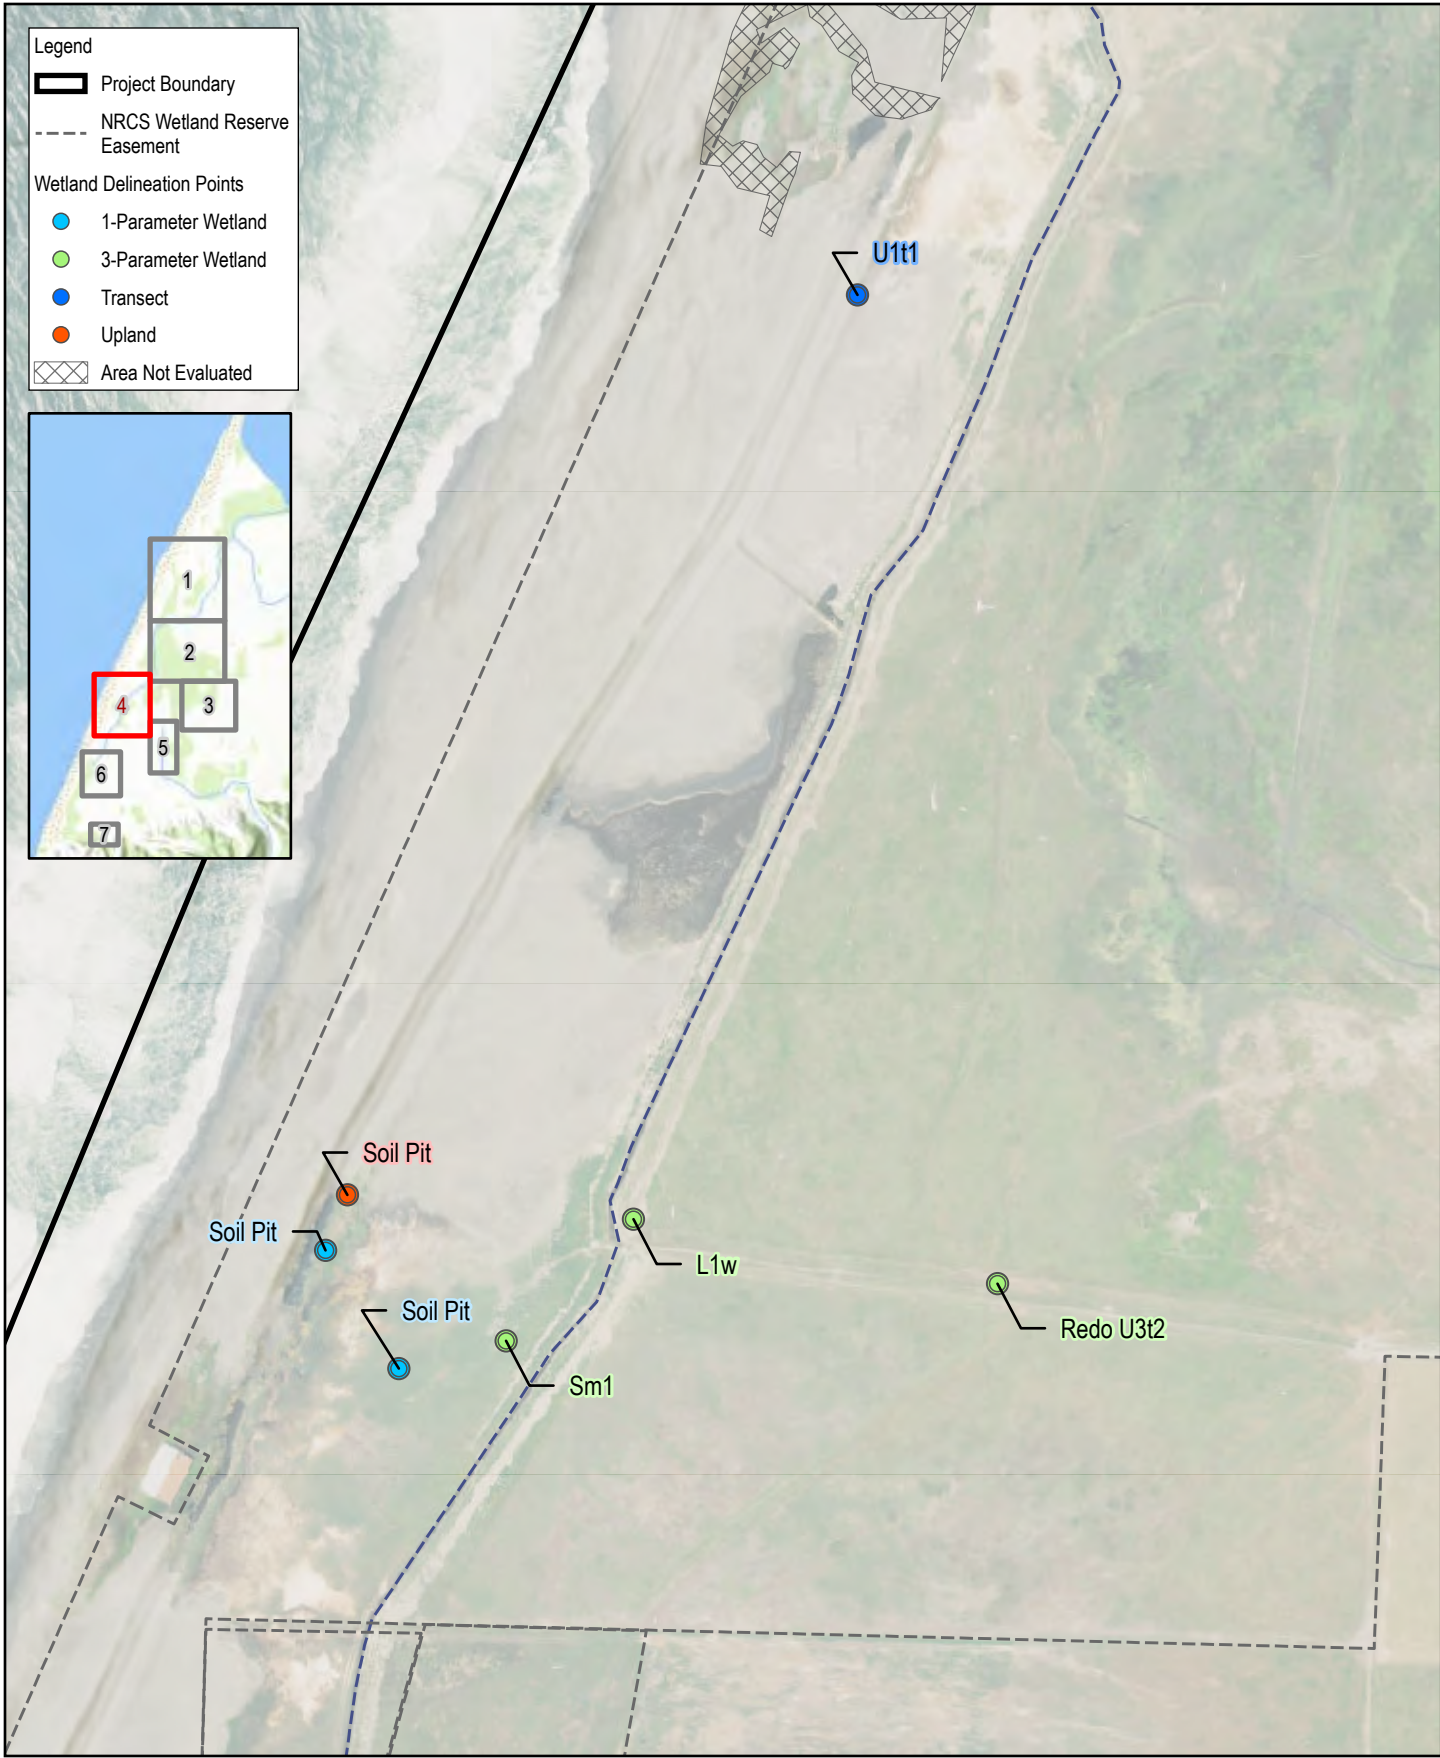 Legend
Project Boundary
NRCS Wetland Reserve
Easement
Wetland Delineation Points
1-Parameter Wetland
3-Parameter Wetland
Transect
Upland
Area Not Evaluated
1
2
3
4
5
6
7
U1t1
Soil Pit
Soil Pit
L1w
Soil Pit
Redo U3t2
Sm1